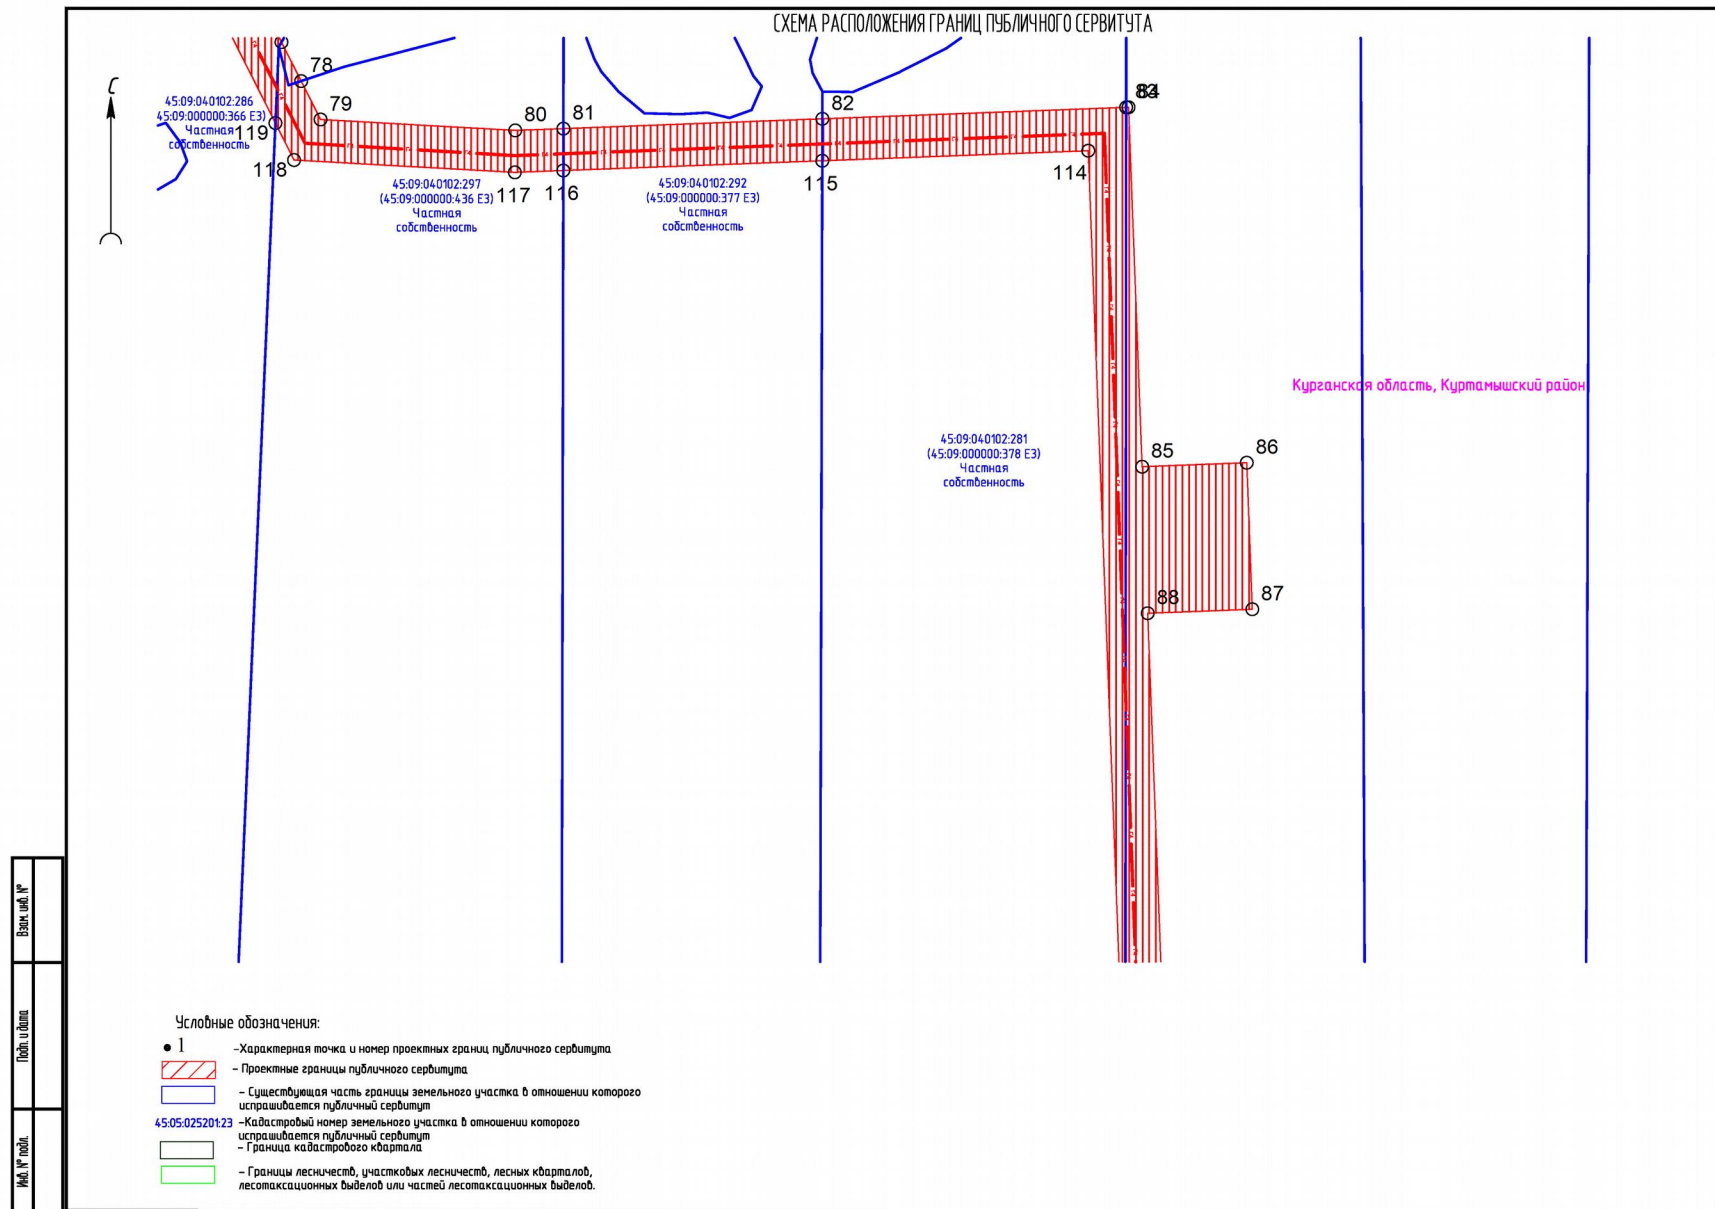 СХЕМА РАСПОЛОЖЕНИЯ ГРАНИЦ ПУБЛИЧНОГО СЕРВИТУТА
С
78
79
80
81
82
84
45:09:040102:286
45:09:000000:366 ЕЗ)
Частная
собственность
119
118
117
116
115
114
45:09:040102:297
(45:09:000000:436 ЕЗ)
Частная
собственность
45:09:040102:292
(45:09:000000:377 ЕЗ)
Частная
собственность
Курганская область, Куртамышский район
45:09:040102:281
(45:09:000000:378 ЕЗ)
Частная
собственность
85
86
87
88
Взам. инв. №
Подп. и дата
Инв. № подл.
Условные обозначения:
1 -Характерная точка и номер проектных границ публичного сервитута
- Проектные границы публичного сервитута
- Существующая часть границы земельного участка в отношении которого
испрашивается публичный сервитут
45:05:025201:23 -Кадастровый номер земельного участка в отношении которого
испрашивается публичный сервитут
- Граница кадастрового квартала
- Границы лесничеств, участковых лесничеств, лесных кварталов,
лесотаксационных выделов или частей лесотаксационных выделов.